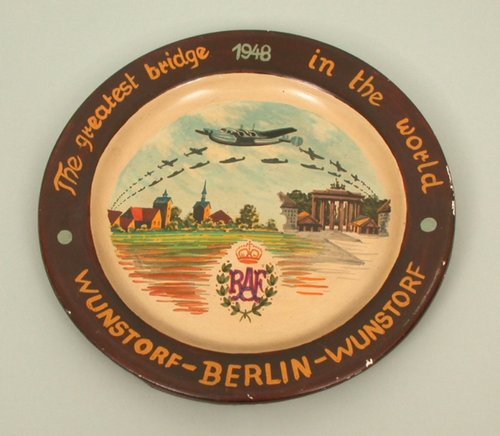 The greatest bridge 1948 in the world
RAF
WUNSTORF-BERLIN-WUNSTORF